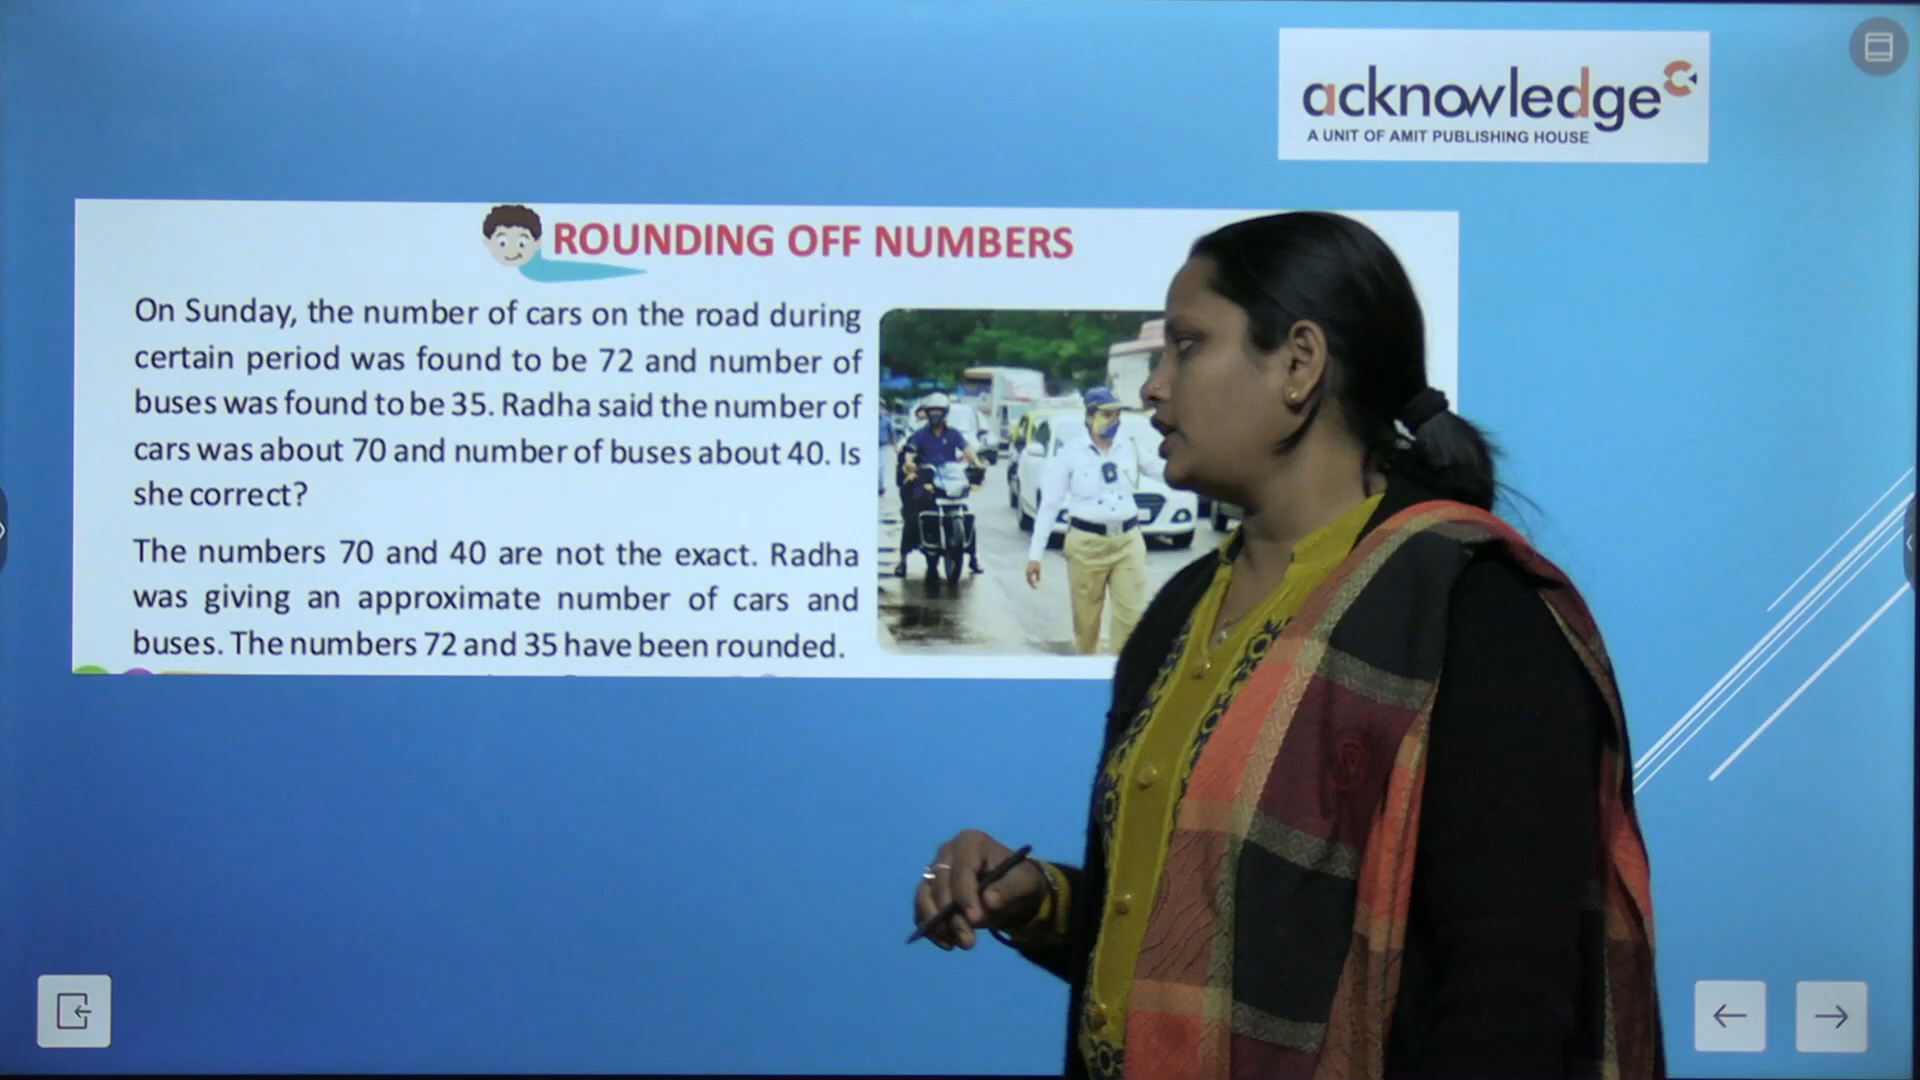 acknowledge
A UNIT OF AMIT PUBLISHING HOUSE
ROUNDING OFF NUMBERS
On Sunday, the number of cars on the road during
certain period was found to be 72 and number of
buses was found to be 35. Radha said the number of
cars was about 70 and number of buses about 40. Is
she correct?
The numbers 70 and 40 are not the exact. Radha
was giving an approximate number of cars and
buses. The numbers 72 and 35 have been rounded.